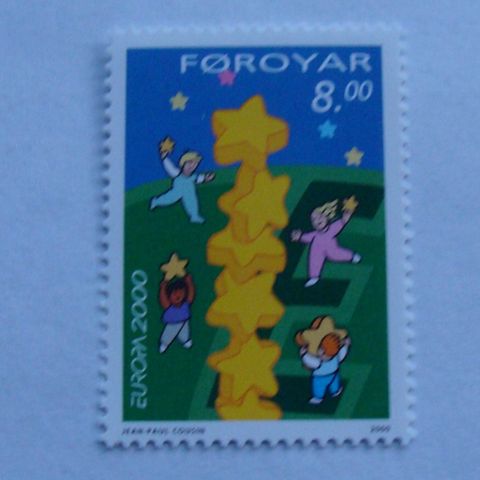 FØROYAR
8.00
EUROPA 2000
JEAN-PAUL COUSIN 2000